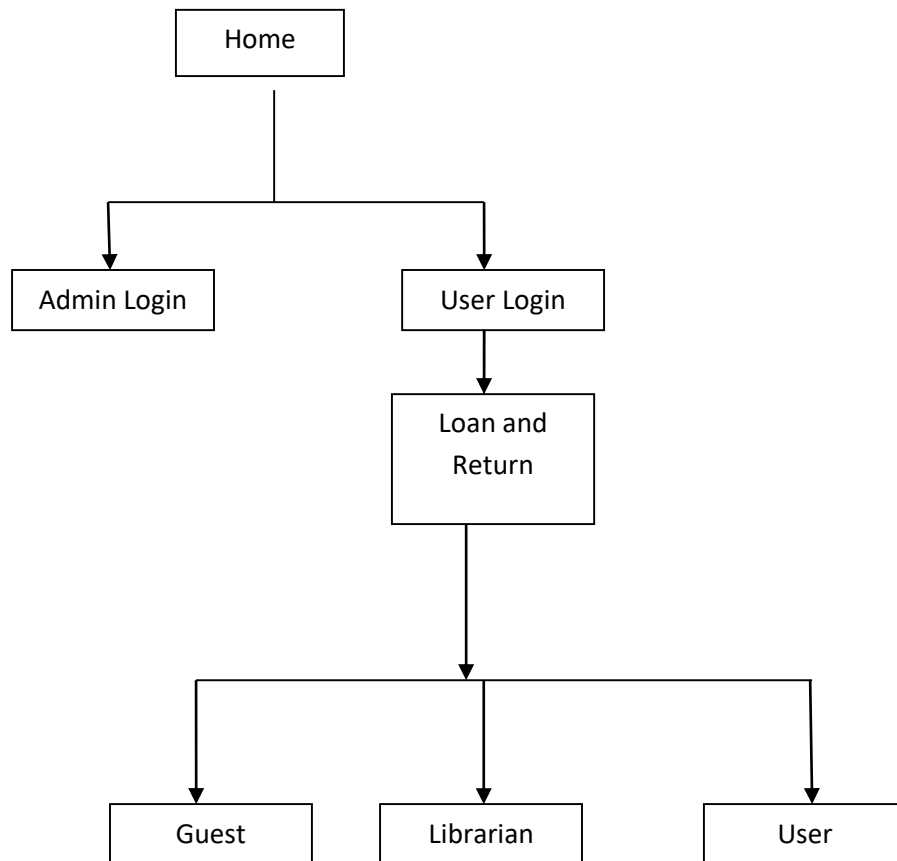 Home
Admin Login
User Login
Loan and
Return
Guest
Librarian
User